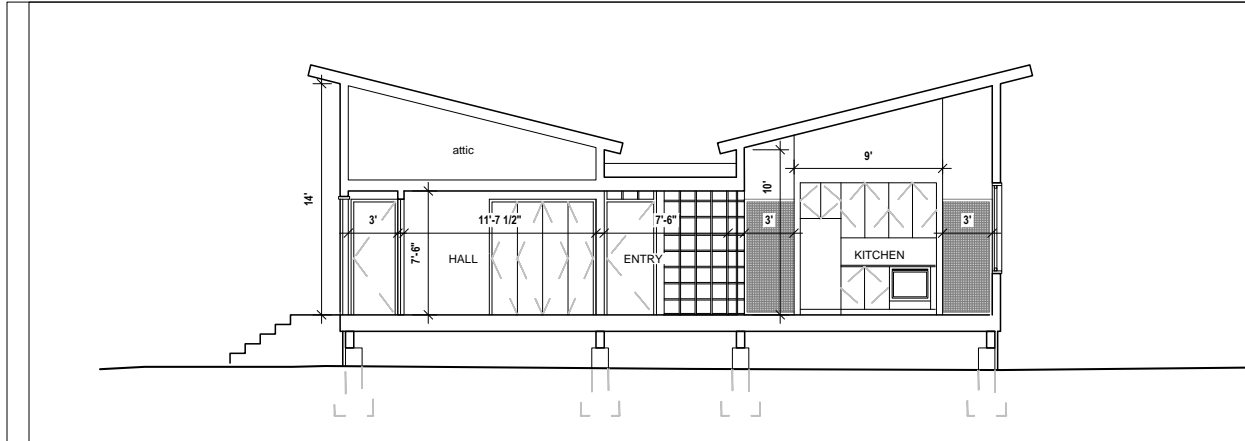 attic
9'
14'
10'
3'
11'-7 1/2"
7'-6"
3'
3'
7'-6"
HALL
ENTRY
KITCHEN